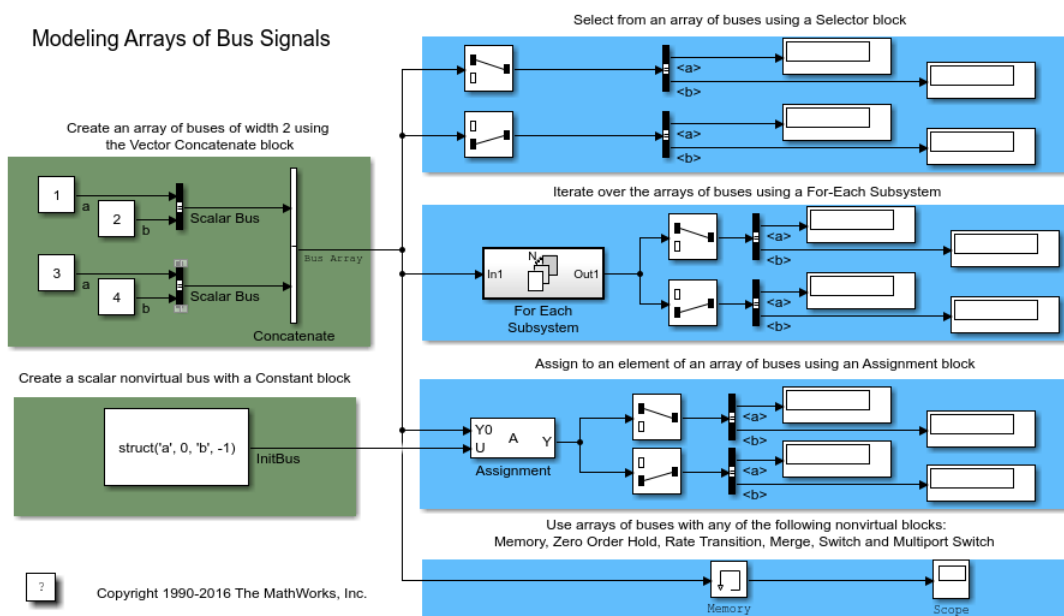 Modeling Arrays of Bus Signals
Select from an array of buses using a Selector block
<a>
<b>
<a>
<b>
Create an array of buses of width 2 using
the Vector Concatenate block
1
a
2
b
Scalar Bus
3
a
4
b
Scalar Bus
Bus Array
Concatenate
Iterate over the arrays of buses using a For-Each Subsystem
In1
N
Out1
For Each
Subsystem
<a>
<b>
<a>
<b>
Create a scalar nonvirtual bus with a Constant block
struct('a', 0, 'b', -1)
InitBus
Assign to an element of an array of buses using an Assignment block
Y0
U
A
Y
Assignment
<a>
<b>
<a>
<b>
Use arrays of buses with any of the following nonvirtual blocks:
Memory, Zero Order Hold, Rate Transition, Merge, Switch and Multiport Switch
Memory
Scope
?
Copyright 1990-2016 The MathWorks, Inc.